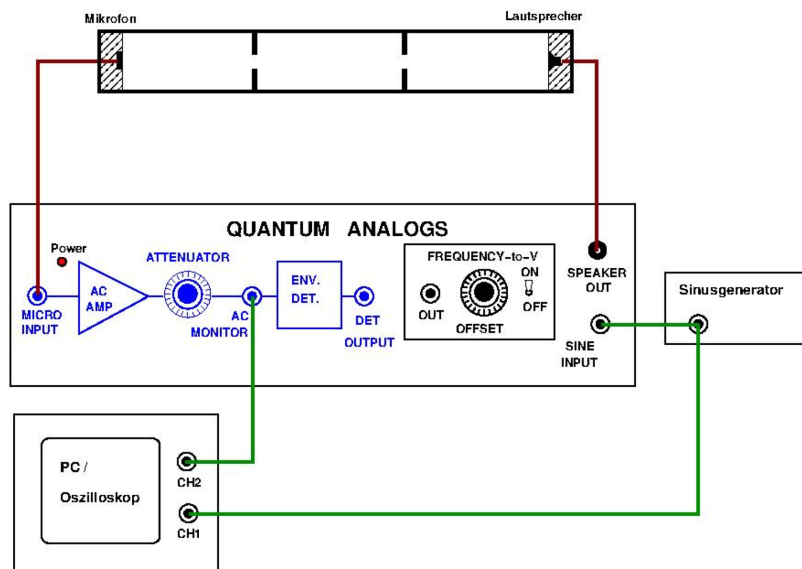 Mikrofon
Lautsprecher
QUANTUM ANALOGS
Power
ATTENUATOR
AC
AMP
MICRO
INPUT
AC
MONITOR
ENV.
DET.
DET
OUTPUT
FREQUENCY-to-V
ON
OFF
OUT
OFFSET
SPEAKER
OUT
SINE
INPUT
Sinusgenerator
PC /
Oszilloskop
CH2
CH1